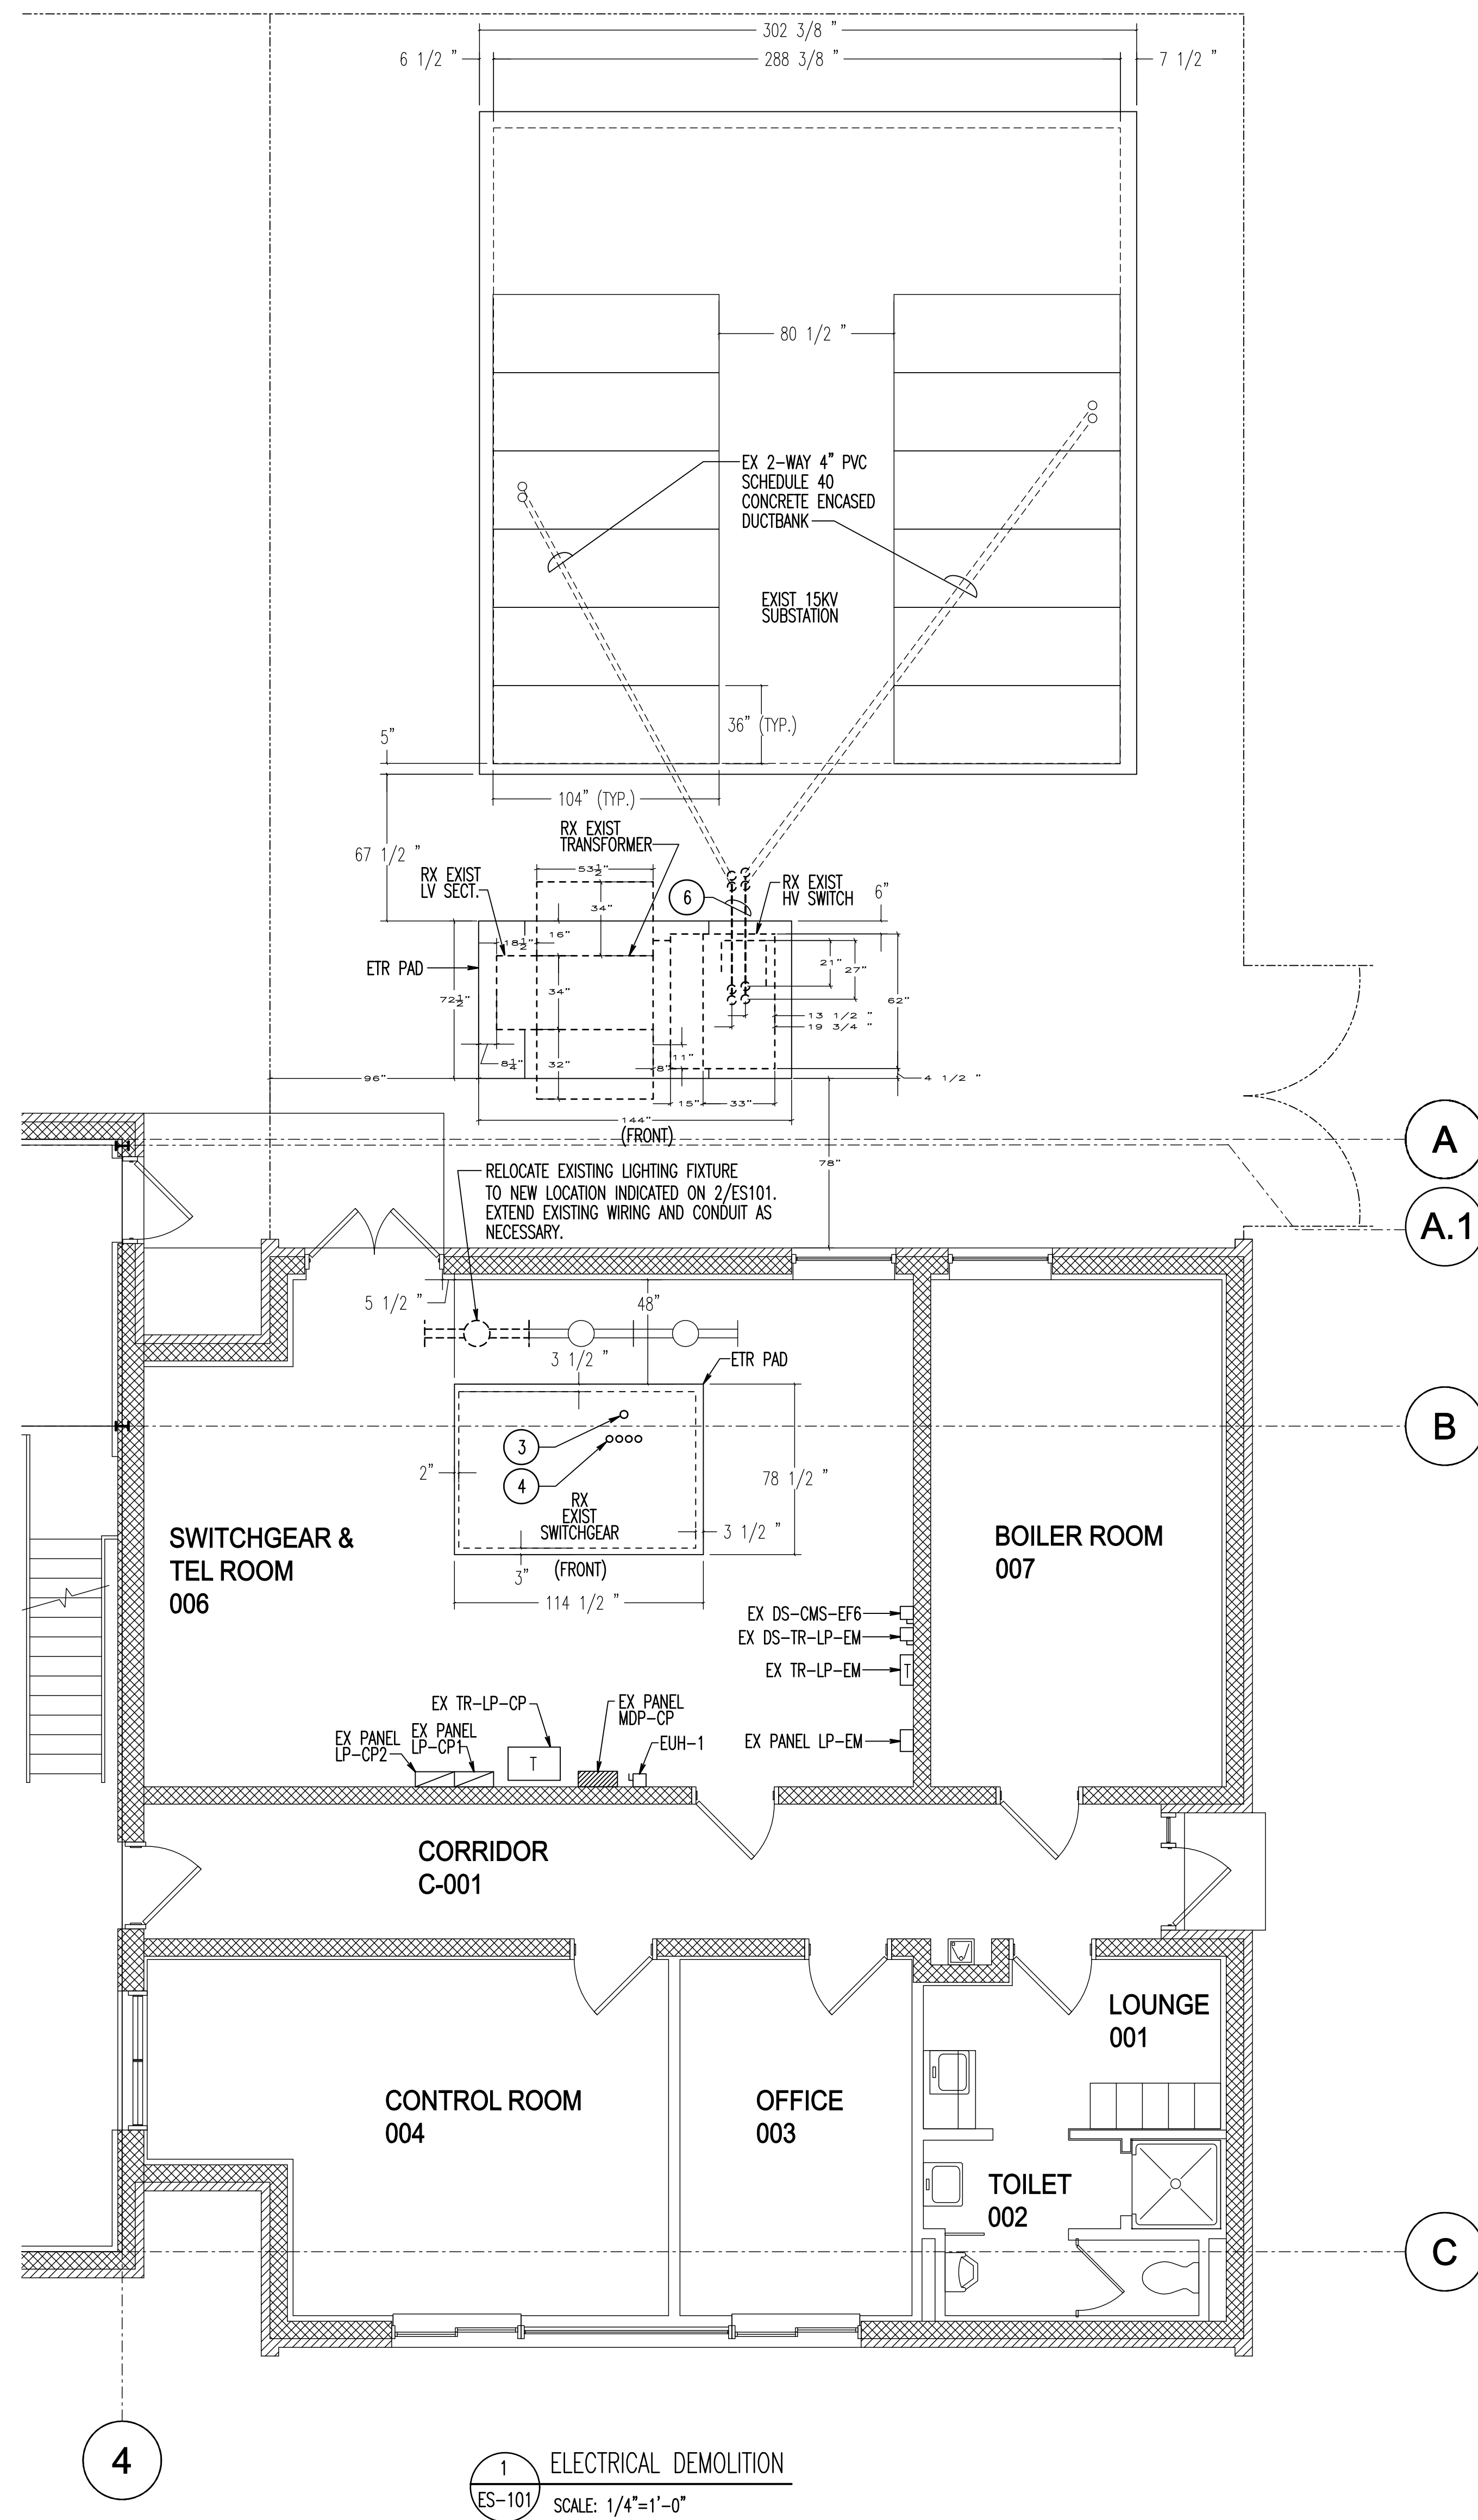 302 3/8 "
6 1/2 "
288 3/8 "
7 1/2 "
80 1/2 "
EX 2-WAY 4" PVC
SCHEDULE 40
CONCRETE ENCASED
DUCTBANK
EXIST 15KV
SUBSTATION
36" (TYP.)
5"
104" (TYP.)
67 1/2 "
RX EXIST
TRANSFORMER
RX EXIST
LV SECT.
53 1/2"
34"
6
RX EXIST
HV SWITCH
6"
16"
18 1/2"
ETR PAD
21"
27"
72 1/2"
34"
62"
13 1/2 "
19 3/4 "
8 1/4"
32"
11"
8"
96"
4 1/2 "
15"
33"
144"
(FRONT)
A
78"
RELOCATE EXISTING LIGHTING FIXTURE
TO NEW LOCATION INDICATED ON 2/ES101.
EXTEND EXISTING WIRING AND CONDUIT AS
NECESSARY.
A.1
5 1/2 "
48"
3 1/2 "
ETR PAD
B
3
4
2"
78 1/2 "
RX
EXIST
SWITCHGEAR
3 1/2 "
3"
(FRONT)
114 1/2 "
SWITCHGEAR &
TEL ROOM
006
BOILER ROOM
007
EX DS-CMS-EF6
EX DS-TR-LP-EM
EX TR-LP-EM
T
EX PANEL LP-EM
EX TR-LP-CP
EX PANEL
MDP-CP
EX PANEL
LP-CP2
EX PANEL
LP-CP1
T
EUH-1
CORRIDOR
C-001
LOUNGE
001
CONTROL ROOM
004
OFFICE
003
TOILET
002
C
4
1
ES-101
ELECTRICAL DEMOLITION
SCALE: 1/4"=1'-0"